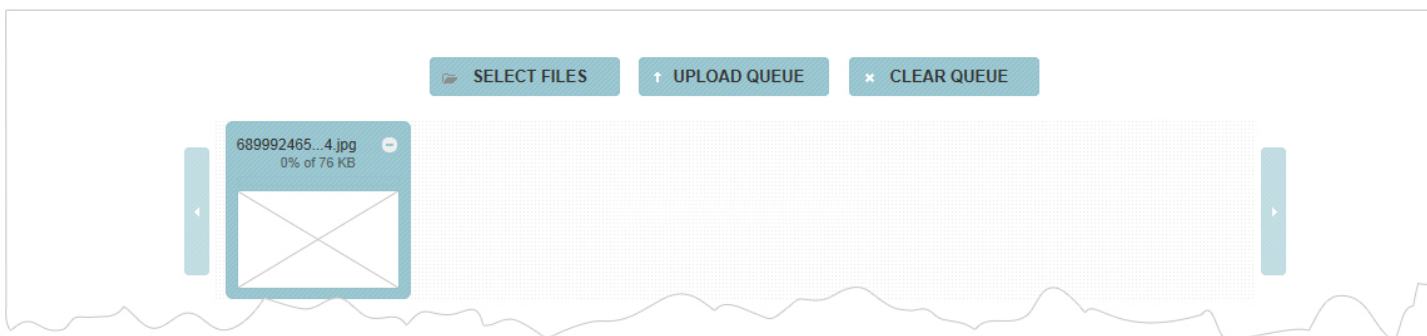 SELECT FILES
UPLOAD QUEUE
CLEAR QUEUE
689992465...4.jpg
0% of 76 KB